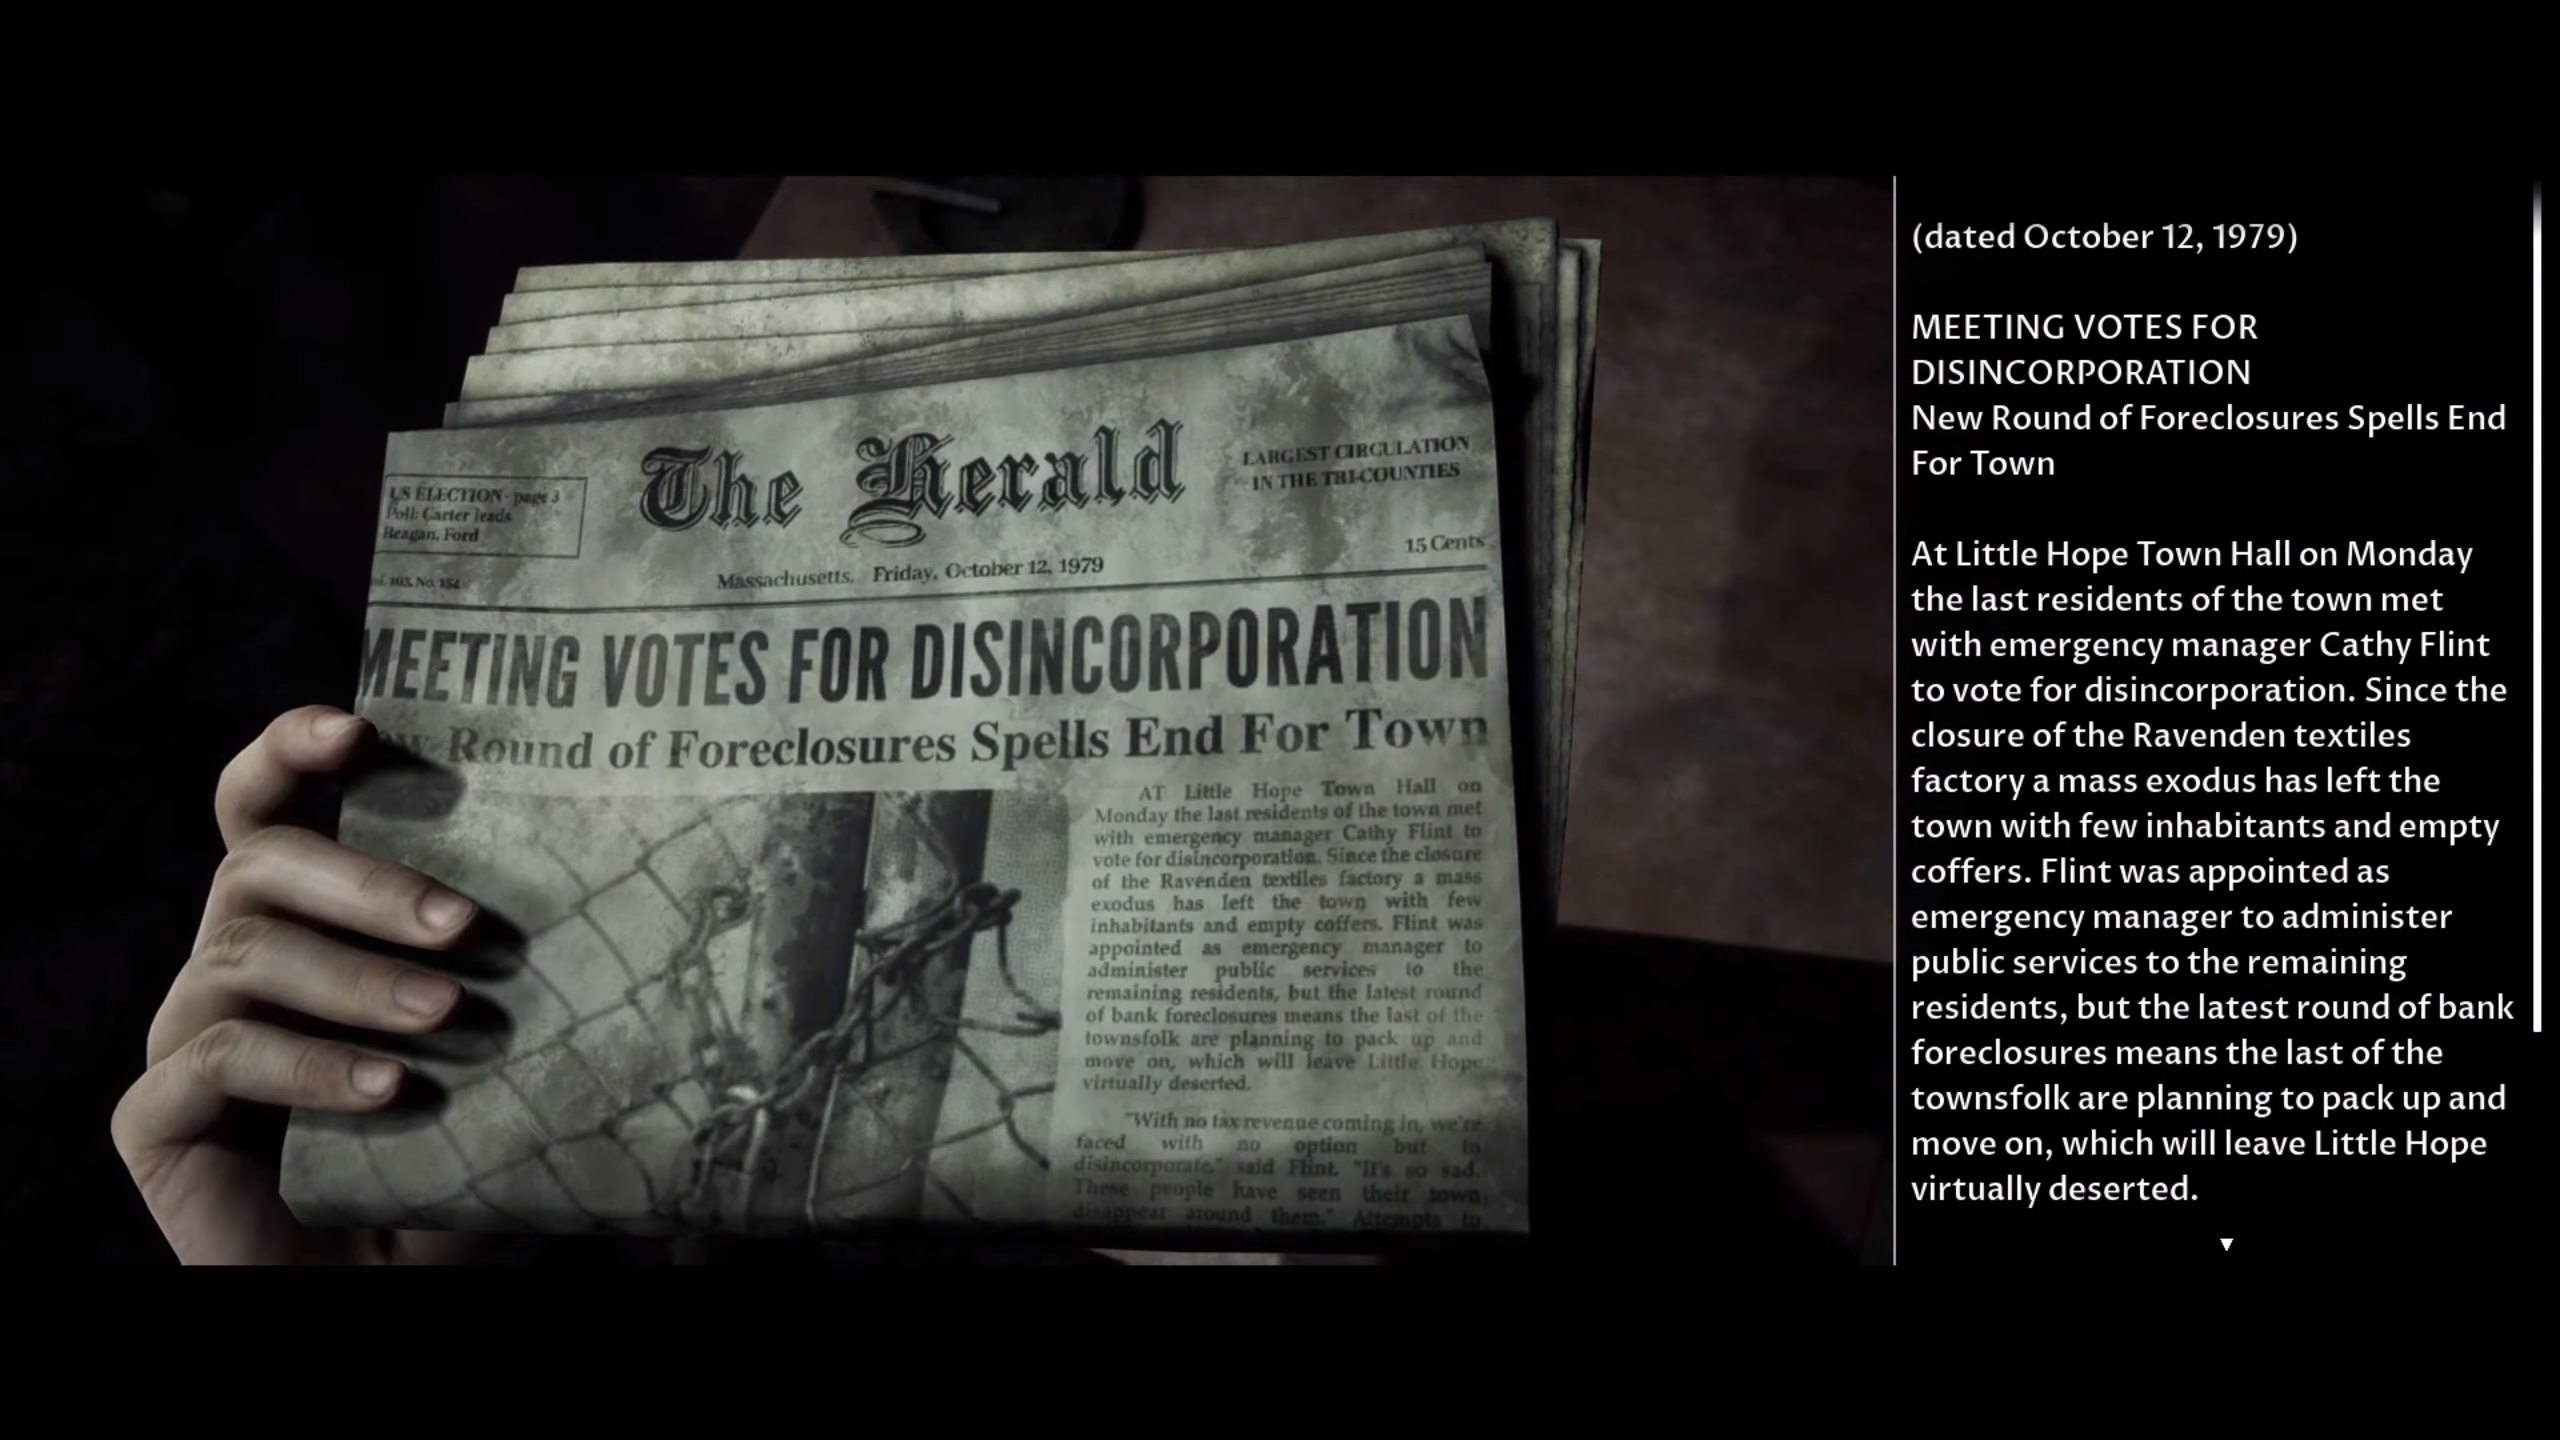 The Herald
LARGEST CIRCULATION
IN THE TRI-COUNTIES
US ELECTION - page 3
Poll: Carter leads
Reagan, Ford
15 Cents
Massachusetts. Friday, October 12, 1979
No. 154
MEETING VOTES FOR DISINCORPORATION
Round of Foreclosures Spells End For Town
AT Little Hope Town Hall on
Monday the last residents of the town met
with emergency manager Cathy Flint to
vote for disincorporation. Since the closure
of the Ravenden textiles factory a mass
exodus has left the town with few
inhabitants and empty coffers. Flint was
appointed as emergency manager to
administer public services to the
remaining residents, but the latest round
of bank foreclosures means the last of the
townsfolk are planning to pack up and
move on, which will leave Little Hope
virtually deserted.
"With no tax revenue coming in, we're
faced with no option but to
disincorporate," said Flint. "It's so sad.
These people have seen their town
disappear around them." Attempts to
(dated October 12, 1979)
MEETING VOTES FOR
DISINCORPORATION
New Round of Foreclosures Spells End
For Town
At Little Hope Town Hall on Monday
the last residents of the town met
with emergency manager Cathy Flint
to vote for disincorporation. Since the
closure of the Ravenden textiles
factory a mass exodus has left the
town with few inhabitants and empty
coffers. Flint was appointed as
emergency manager to administer
public services to the remaining
residents, but the latest round of bank
foreclosures means the last of the
townsfolk are planning to pack up and
move on, which will leave Little Hope
virtually deserted.